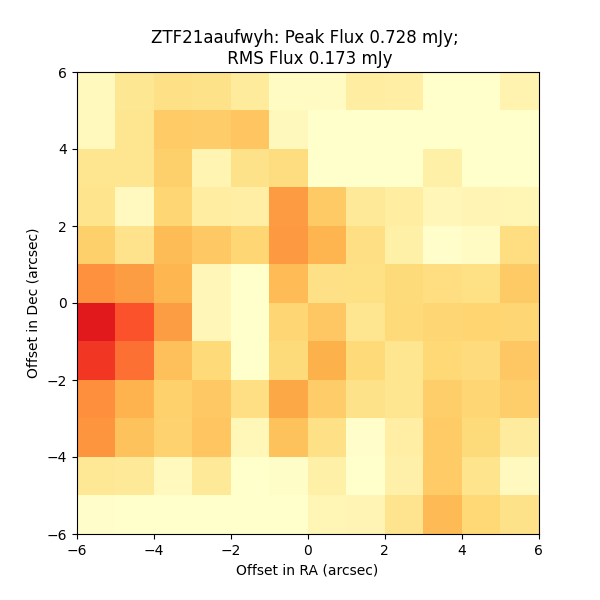 ZTF21aaufwyh: Peak Flux 0.728 mJy;
RMS Flux 0.173 mJy
6
4
2
0
−2
−4
−6
Offset in Dec (arcsec)
−6 −4 −2 0 2 4 6
Offset in RA (arcsec)